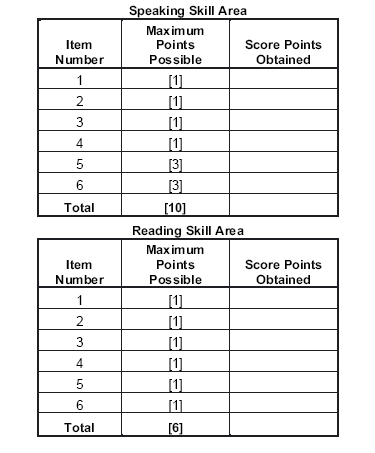 Speaking Skill Area
Item Number Maximum Points Possible Score Points Obtained
1 [1]
2 [1]
3 [1]
4 [1]
5 [3]
6 [3]
Total [10]
Reading Skill Area
Item Number Maximum Points Possible Score Points Obtained
1 [1]
2 [1]
3 [1]
4 [1]
5 [1]
6 [1]
Total [6]